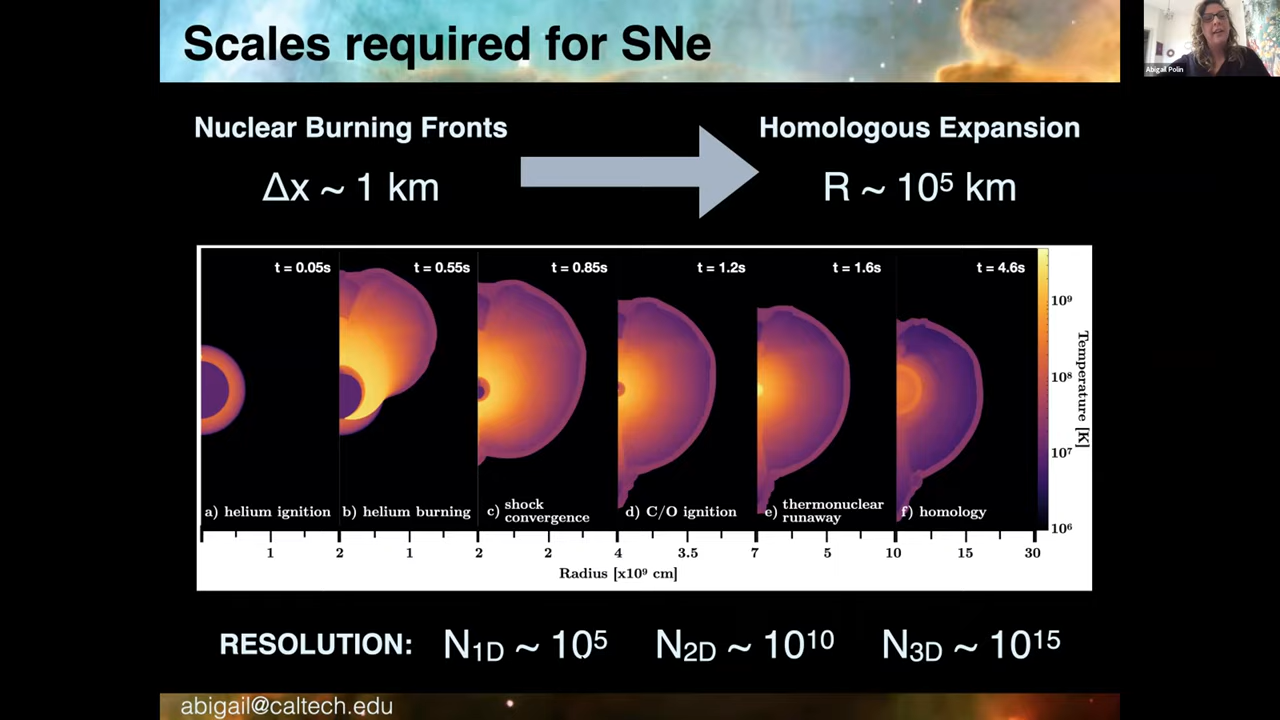 Scales required for SNe
Abigail Polin
Nuclear Burning Fronts
Homologous Expansion
Δx ~ 1 km
R ~ 10⁵ km
t = 0.05s
t = 0.55s
t = 0.85s
t = 1.2s
t = 1.6s
t = 4.6s
a) helium ignition
b) helium burning
c) shock convergence
d) C/O ignition
e) thermonuclear runaway
f) homology
10⁹
10⁸
10⁷
10⁶
Temperature [K]
1 2 1 2 2 4 3.5 7 5 10 15 30
Radius [x10⁹ cm]
RESOLUTION: N₁D ~ 10⁵ N₂D ~ 10¹⁰ N₃D ~ 10¹⁵
abigail@caltech.edu